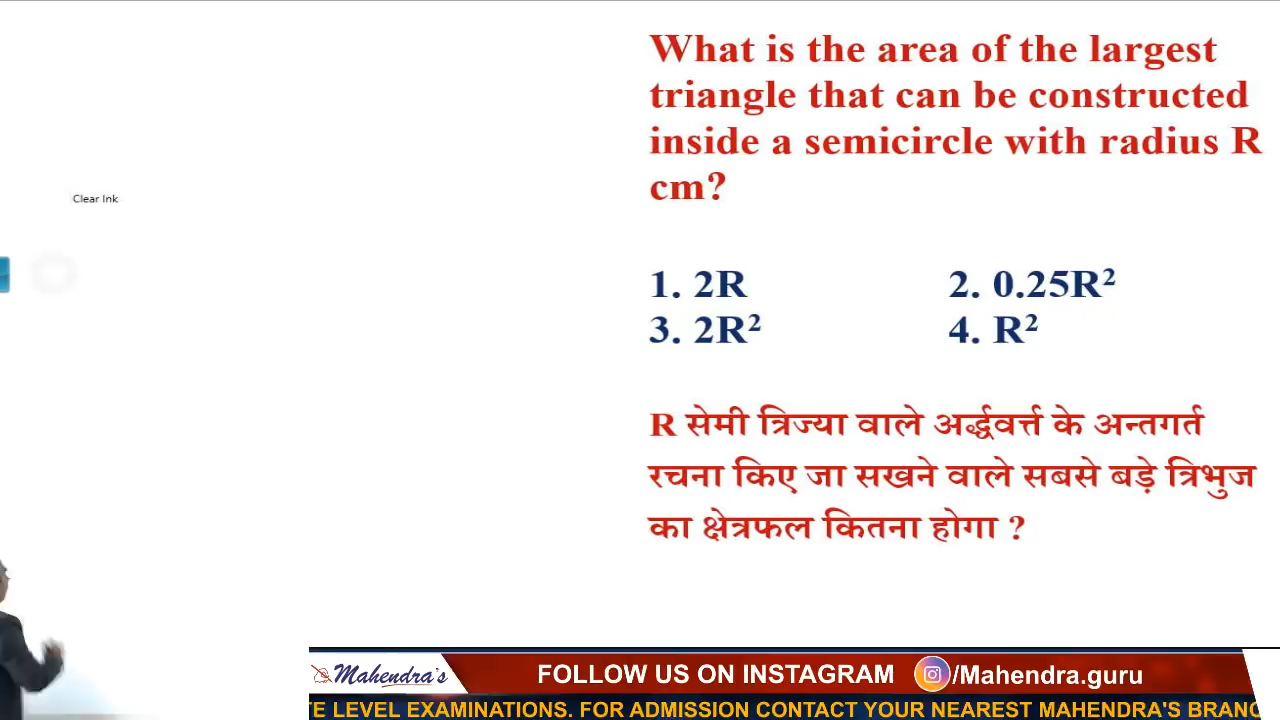 What is the area of the largest
triangle that can be constructed
inside a semicircle with radius R
cm?
Clear Ink
1. 2R 2. 0.25R²
3. 2R² 4. R²
R सेमी त्रिज्या वाले अर्द्धवर्त्त के अन्तगर्त
रचना किए जा सखने वाले सबसे बड़े त्रिभुज
का क्षेत्रफल कितना होगा ?
Mahendra's FOLLOW US ON INSTAGRAM /Mahendra.guru
TE LEVEL EXAMINATIONS. FOR ADMISSION CONTACT YOUR NEAREST MAHENDRA'S BRANC